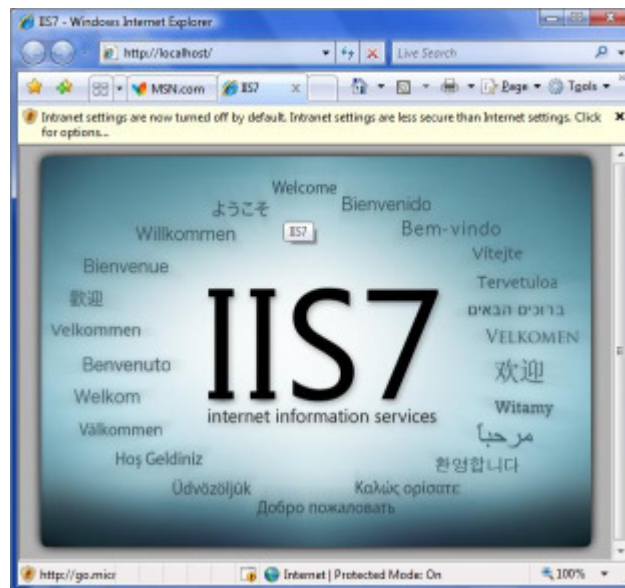 IIS7 - Windows Internet Explorer
http://localhost/
Live Search
MSN.com
IIS7
Page
Tools
Intranet settings are now turned off by default. Intranet settings are less secure than Internet settings. Click
for options...
Welcome
ようこそ
Bienvenido
Willkommen
IIS7
Bem-vindo
Bienvenue
Vítejte
歡迎
Tervetuloa
ברוכים הבאים
Velkommen
VELKOMEN
IIS7
Benvenuto
欢迎
Welkom
Witamy
internet information services
Välkommen
مرحباً
Hoş Geldiniz
환영합니다
Üdvözöljük
Καλώς ορίσατε
Добро пожаловать
http://go.micr
Internet | Protected Mode: On
100%